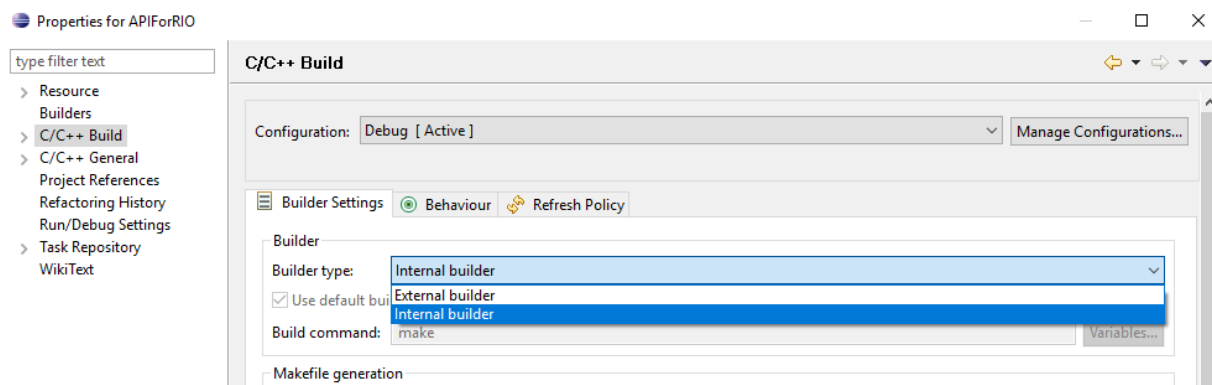 Properties for APIForRIO
type filter text
Resource
Builders
C/C++ Build
C/C++ General
Project References
Refactoring History
Run/Debug Settings
Task Repository
WikiText
C/C++ Build
Configuration: Debug [ Active ] Manage Configurations...
Builder Settings Behaviour Refresh Policy
Builder
Builder type: Internal builder
Use default bui External builder
Internal builder
Build command: make Variables...
Makefile generation